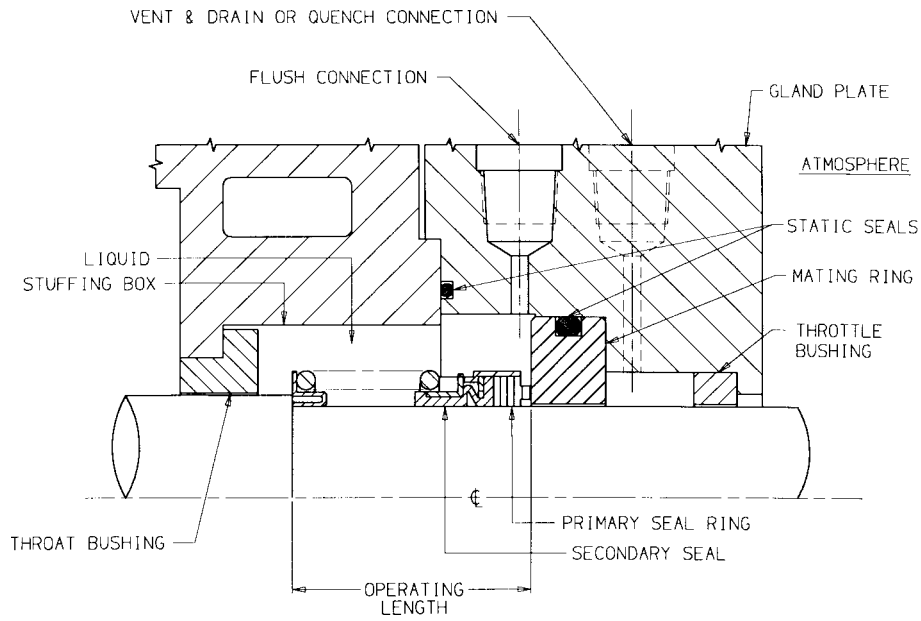 VENT & DRAIN OR QUENCH CONNECTION
FLUSH CONNECTION
GLAND PLATE
ATMOSPHERE
STATIC SEALS
LIQUID
STUFFING BOX
MATING RING
THROTTLE
BUSHING
℄
PRIMARY SEAL RING
THROAT BUSHING
SECONDARY SEAL
OPERATING
LENGTH